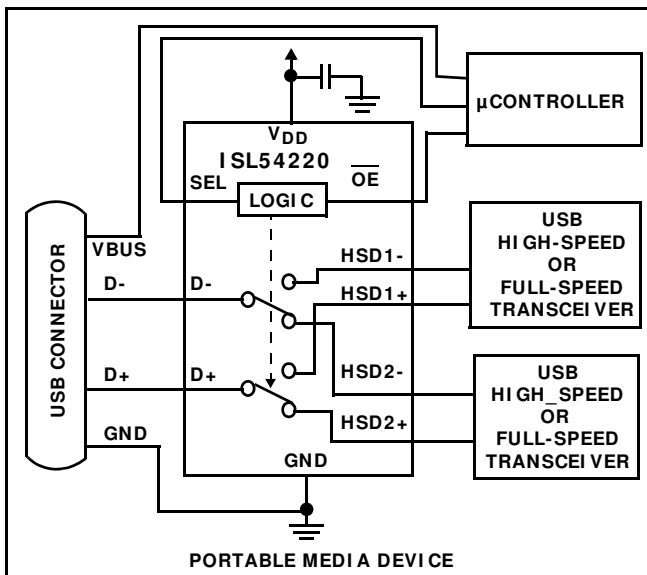 µCONTROLLER
VDD
ISL54220
SEL
OE
LOGIC
USB CONNECTOR
VBUS
D-
D-
D+
D+
GND
HSD1-
HSD1+
HSD2-
HSD2+
GND
USB
HIGH-SPEED
OR
FULL-SPEED
TRANSCEIVER
USB
HIGH_SPEED
OR
FULL-SPEED
TRANSCEIVER
PORTABLE MEDIA DEVICE